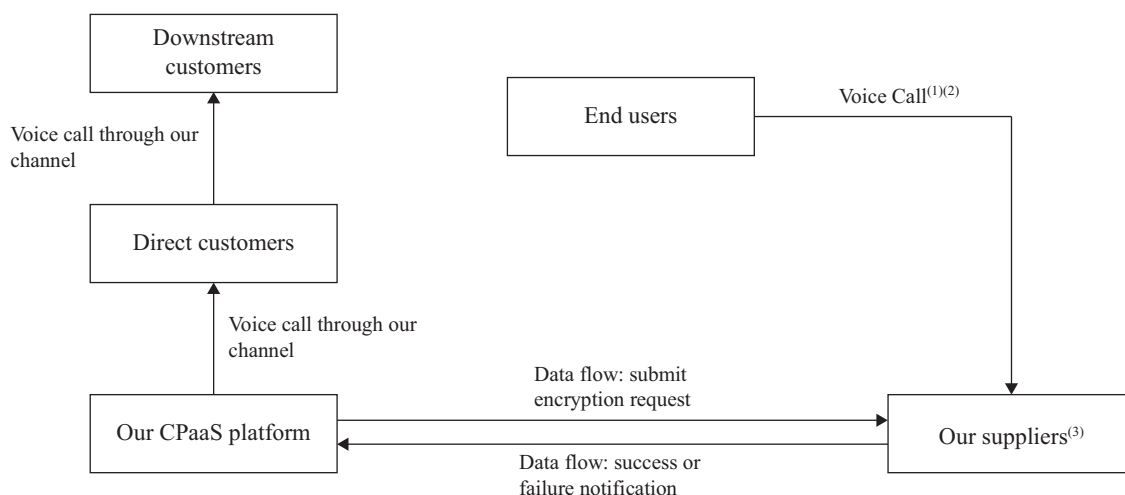 Downstream
customers
Voice call through our
channel
End users
Voice Call(1)(2)
Direct customers
Voice call through our
channel
Our CPaaS platform
Data flow: submit
encryption request
Data flow: success or
failure notification
Our suppliers(3)